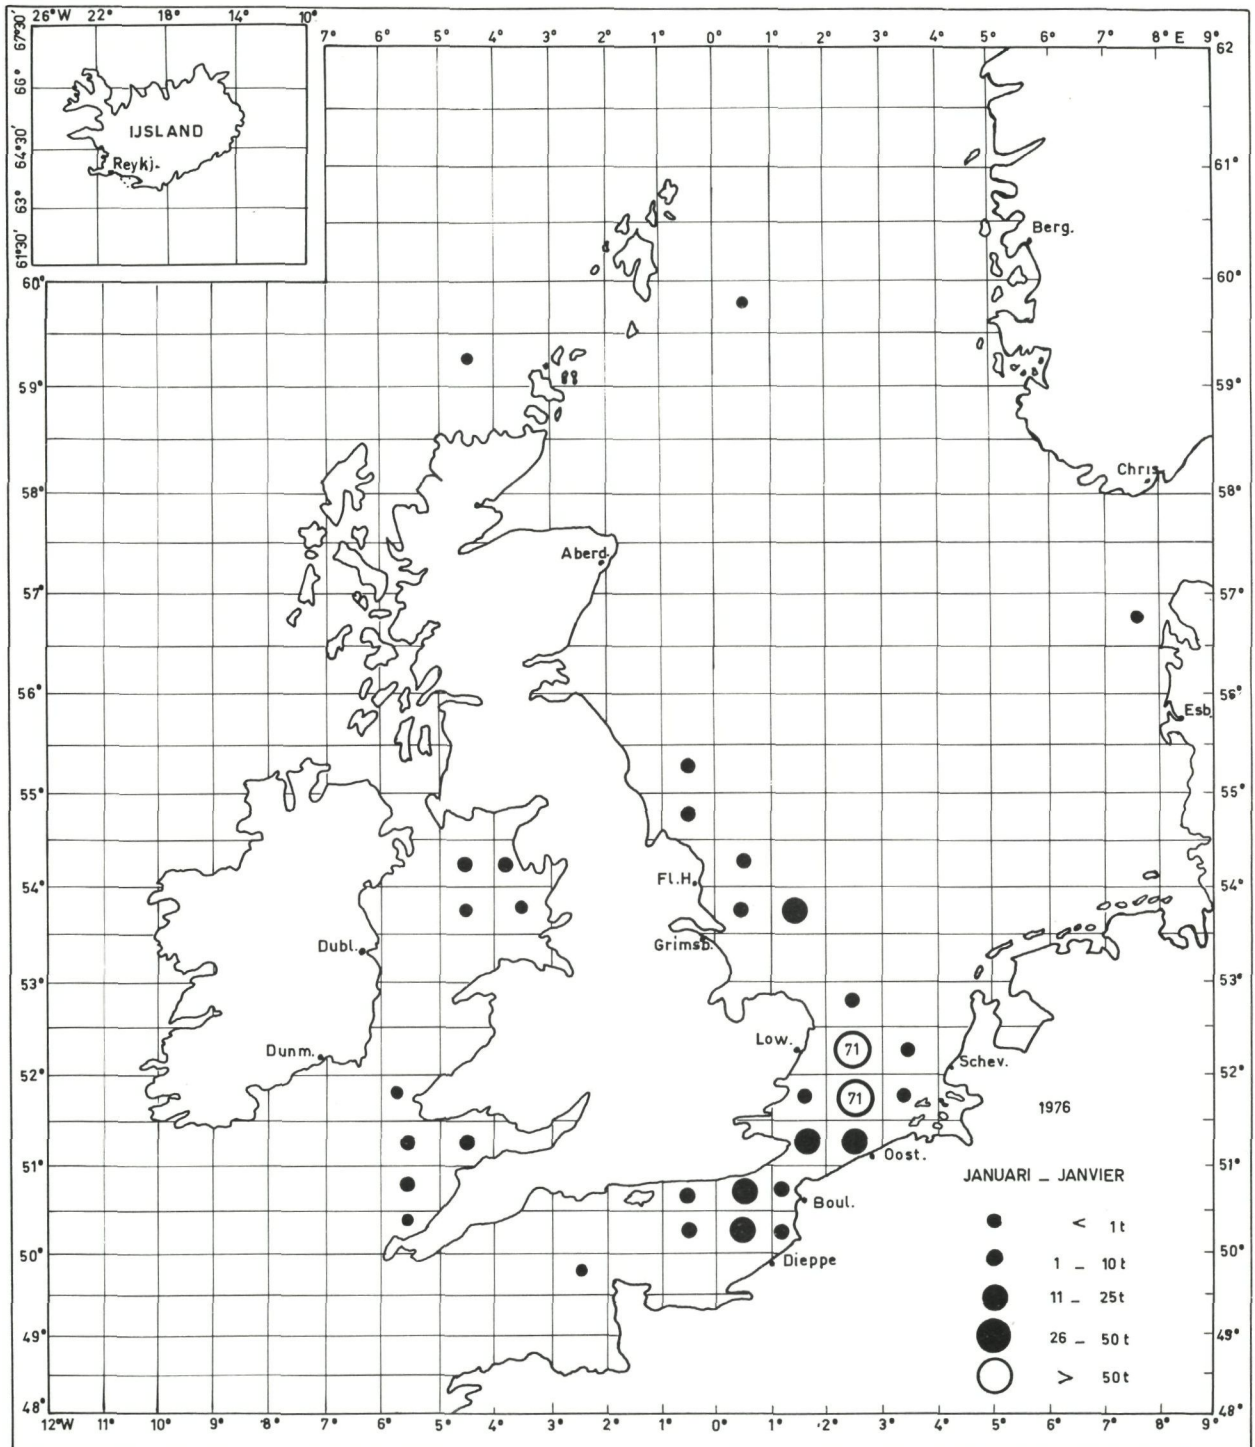 26°W 22° 18° 14° 10°
67°30' 66° 64°30' 63° 61°30'
IJSLAND
Reykj.
7° 6° 5° 4° 3° 2° 1° 0° 1° 2° 3° 4° 5° 6° 7° 8° E 9°
62
61°
60° 60°
59° 59°
58° 58°
57° 57°
56° 56°
55° 55°
54° 54°
53° 53°
52° 52°
51° 51°
50° 50°
49° 49°
48° 48°
Berg.
Chris
Aberd.
Esb.
Fl.H.
Grimsb.
Dubl.
Dunm.
Low.
71
Schev.
71
1976
Oost.
Boul.
Dieppe
JANUARI _ JANVIER
< 1t
1 _ 10t
11 _ 25t
26 _ 50t
> 50t
12°W 11° 10° 9° 8° 7° 6° 5° 4° 3° 2° 1° 0° 1° 2° 3° 4° 5° 6° 7° 8° 9°